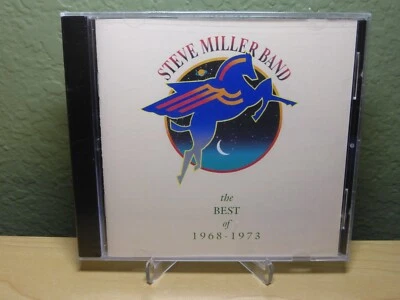 STEVE MILLER BAND
the
BEST
of
1968-1973